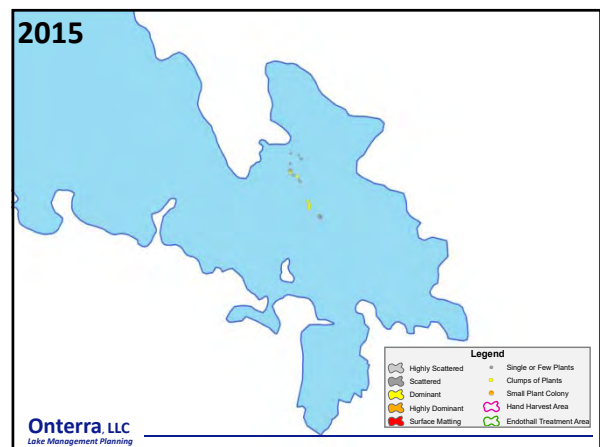 2015
Legend
Highly Scattered
Scattered
Dominant
Highly Dominant
Surface Matting
Single or Few Plants
Clumps of Plants
Small Plant Colony
Hand Harvest Area
Endothall Treatment Area
Onterra, LLC
Lake Management Planning